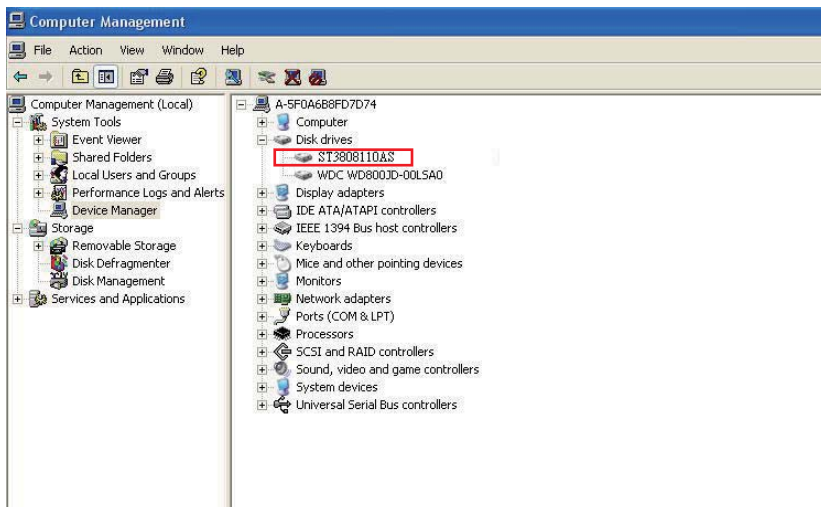 Computer Management
File Action View Window Help
Computer Management (Local)
System Tools
Event Viewer
Shared Folders
Local Users and Groups
Performance Logs and Alerts
Device Manager
Storage
Removable Storage
Disk Defragmenter
Disk Management
Services and Applications
A-5F0A6B8FD7D74
Computer
Disk drives
ST3808110AS
WDC WD800JD-00LSA0
Display adapters
IDE ATA/ATAPI controllers
IEEE 1394 Bus host controllers
Keyboards
Mice and other pointing devices
Monitors
Network adapters
Ports (COM & LPT)
Processors
SCSI and RAID controllers
Sound, video and game controllers
System devices
Universal Serial Bus controllers